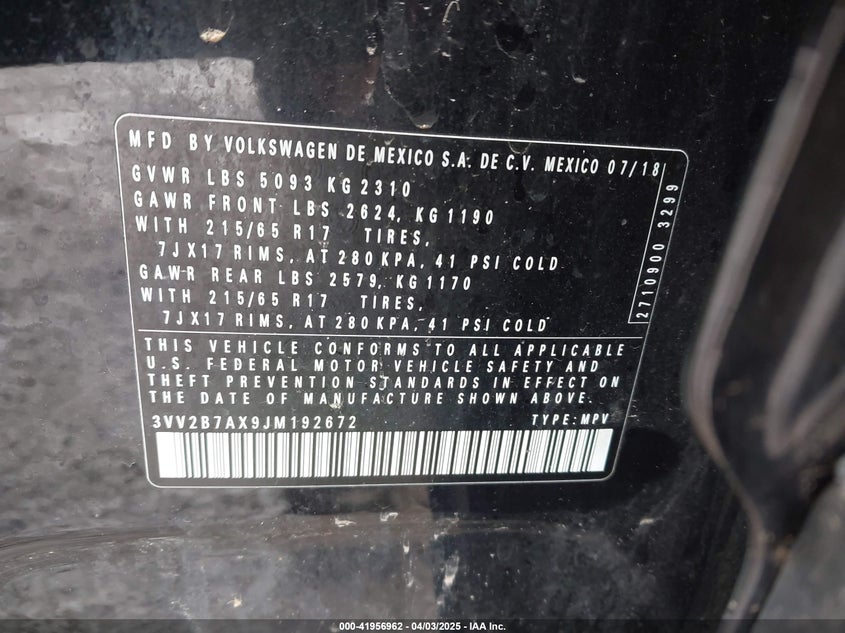 MFD BY VOLKSWAGEN DE MEXICO S.A. DE C.V. MEXICO 07/18
GVWR LBS 5093 KG 2310
GAWR FRONT LBS 2624, KG 1190
WITH 215/65 R17 TIRES,
7JX17 RIMS, AT 280 KPA, 41 PSI COLD
GAWR REAR LBS 2579, KG 1170
WITH 215/65 R17 TIRES,
7JX17 RIMS, AT 280 KPA, 41 PSI COLD
2710900 3299
THIS VEHICLE CONFORMS TO ALL APPLICABLE
U.S. FEDERAL MOTOR VEHICLE SAFETY AND
THEFT PREVENTION STANDARDS IN EFFECT ON
THE DATE OF MANUFACTURE SHOWN ABOVE.
3VV2B7AX9JM192672 TYPE: MPV
000-41956962 - 04/03/2025 - IAA Inc.